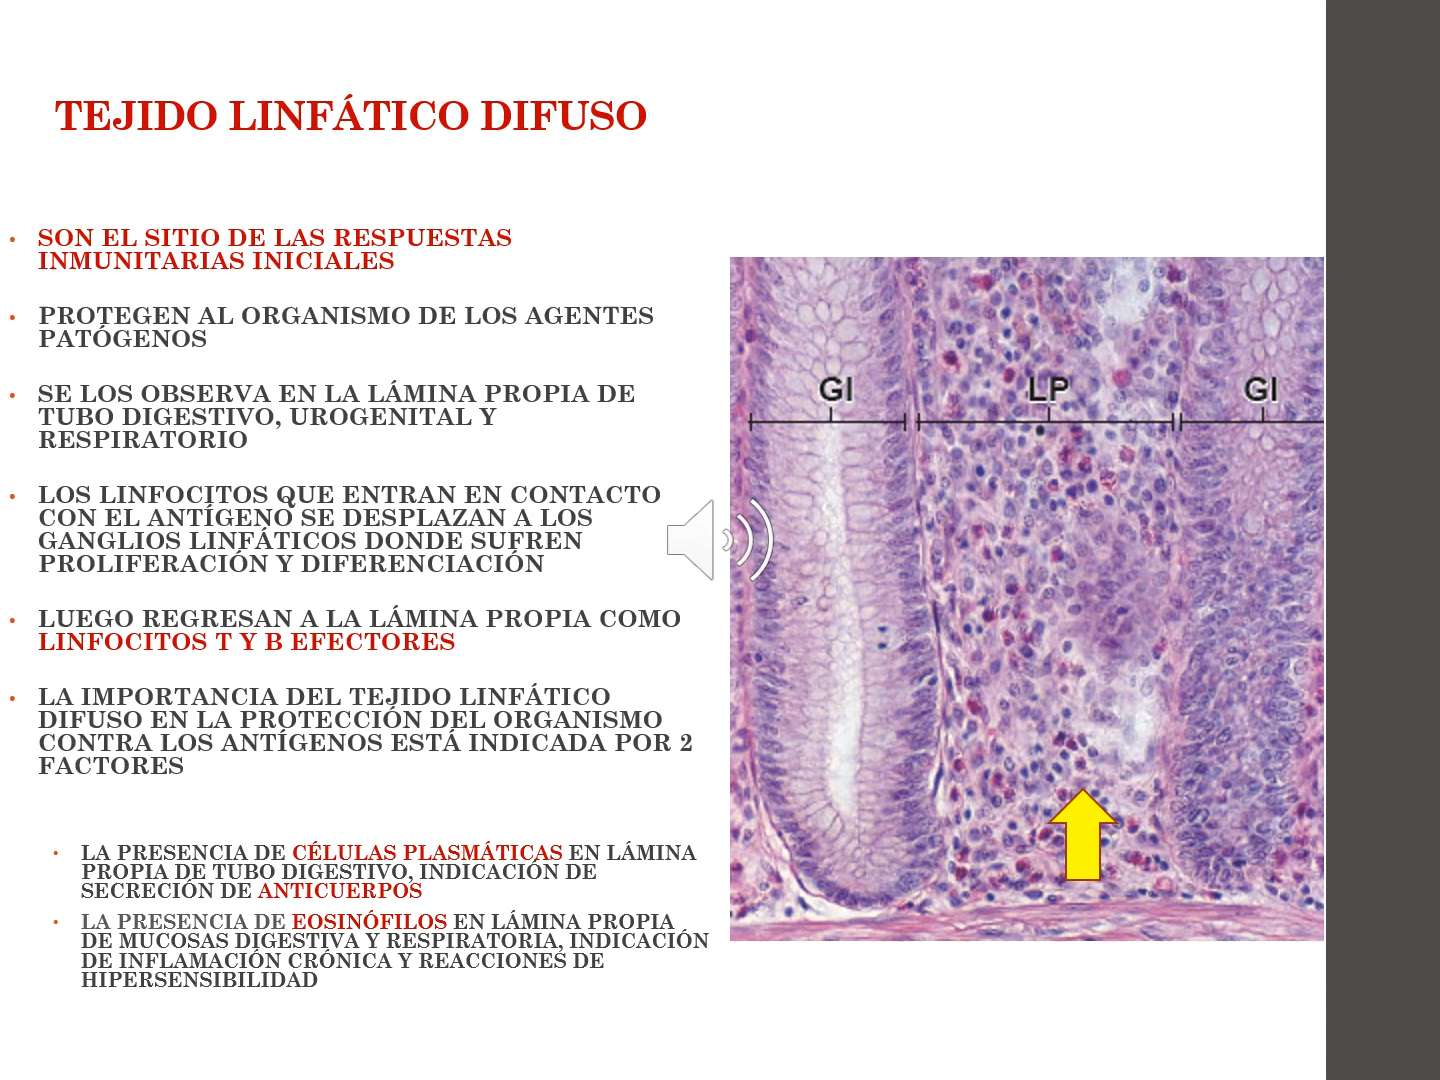 TEJIDO LINFÁTICO DIFUSO
• SON EL SITIO DE LAS RESPUESTAS
INMUNITARIAS INICIALES
• PROTEGEN AL ORGANISMO DE LOS AGENTES
PATÓGENOS
• SE LOS OBSERVA EN LA LÁMINA PROPIA DE
TUBO DIGESTIVO, UROGENITAL Y
RESPIRATORIO
• LOS LINFOCITOS QUE ENTRAN EN CONTACTO
CON EL ANTÍGENO SE DESPLAZAN A LOS
GANGLIOS LINFÁTICOS DONDE SUFREN
PROLIFERACIÓN Y DIFERENCIACIÓN
• LUEGO REGRESAN A LA LÁMINA PROPIA COMO
LINFOCITOS T Y B EFECTORES
• LA IMPORTANCIA DEL TEJIDO LINFÁTICO
DIFUSO EN LA PROTECCIÓN DEL ORGANISMO
CONTRA LOS ANTÍGENOS ESTÁ INDICADA POR 2
FACTORES
• LA PRESENCIA DE CÉLULAS PLASMÁTICAS EN LÁMINA
PROPIA DE TUBO DIGESTIVO, INDICACIÓN DE
SECRECIÓN DE ANTICUERPOS
• LA PRESENCIA DE EOSINÓFILOS EN LÁMINA PROPIA
DE MUCOSAS DIGESTIVA Y RESPIRATORIA, INDICACIÓN
DE INFLAMACIÓN CRÓNICA Y REACCIONES DE
HIPERSENSIBILIDAD
GI LP GI